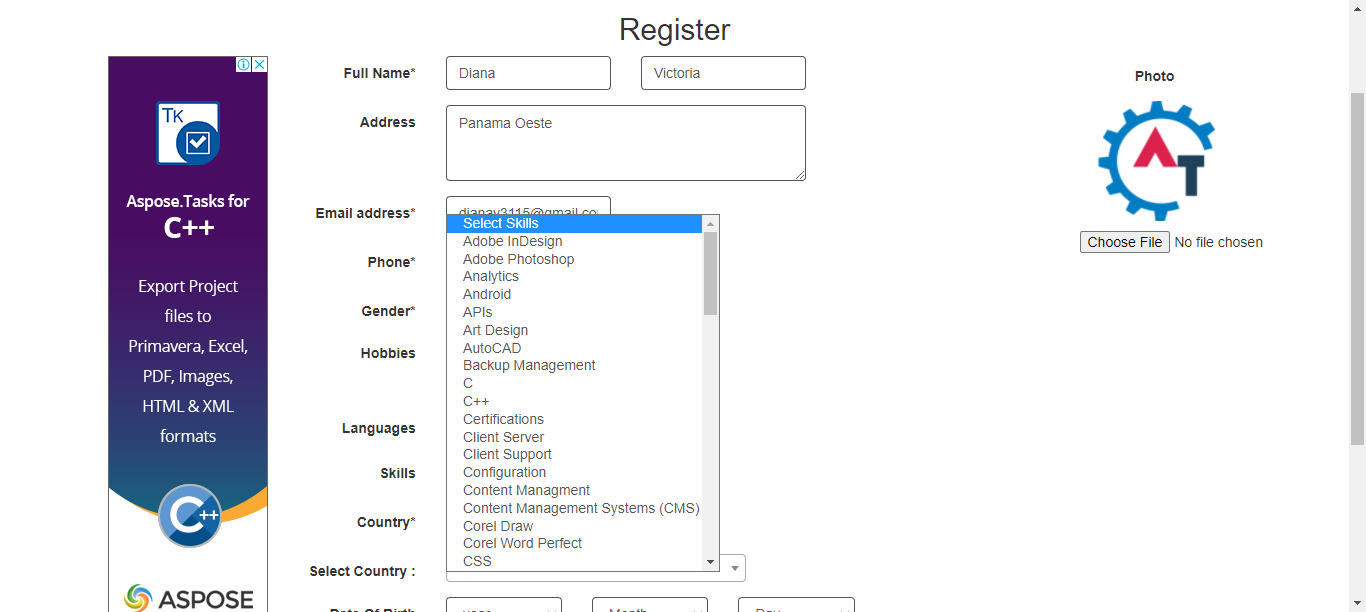 Register
Full Name*
Diana
Victoria
Photo
Address
Panama Oeste
Email address*
dianav3115@gmail.co
Choose File No file chosen
Phone*
Gender*
Hobbies
Languages
Skills
Country*
Select Country :
Date Of Birth
year
Month
Day
Select Skills
Adobe InDesign
Adobe Photoshop
Analytics
Android
APIs
Art Design
AutoCAD
Backup Management
C
C++
Certifications
Client Server
Client Support
Configuration
Content Managment
Content Management Systems (CMS)
Corel Draw
Corel Word Perfect
CSS
TK
Aspose.Tasks for
C++
Export Project
files to
Primavera, Excel,
PDF, Images,
HTML & XML
formats
C++
ASPOSE
AT